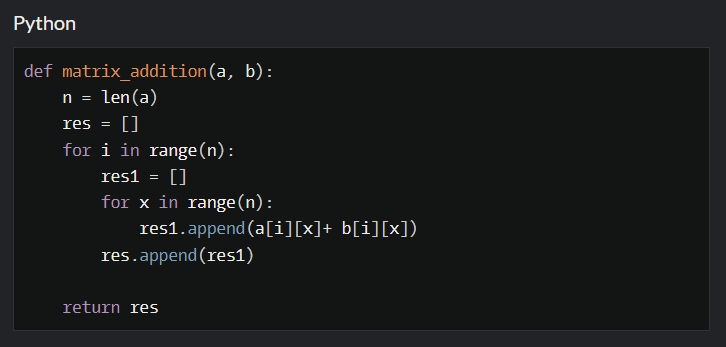 Python
def matrix_addition(a, b):
    n = len(a)
    res = []
    for i in range(n):
        res1 = []
        for x in range(n):
            res1.append(a[i][x]+ b[i][x])
        res.append(res1)

    return res